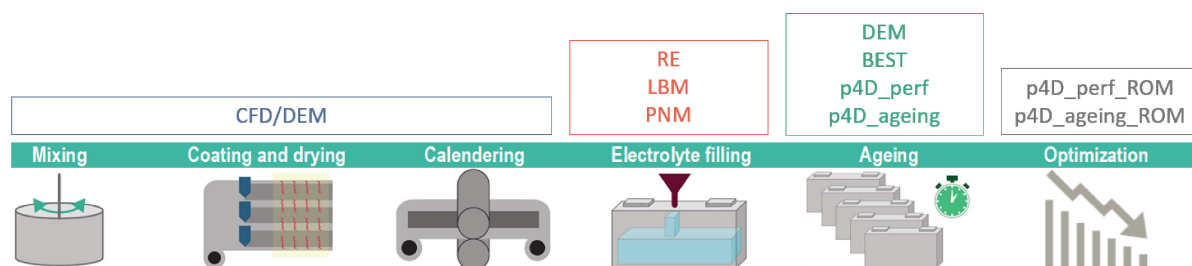 CFD/DEM
RE
LBM
PNM
DEM
BEST
p4D_perf
p4D_ageing
p4D_perf_ROM
p4D_ageing_ROM
Mixing
Coating and drying
Calendering
Electrolyte filling
Ageing
Optimization